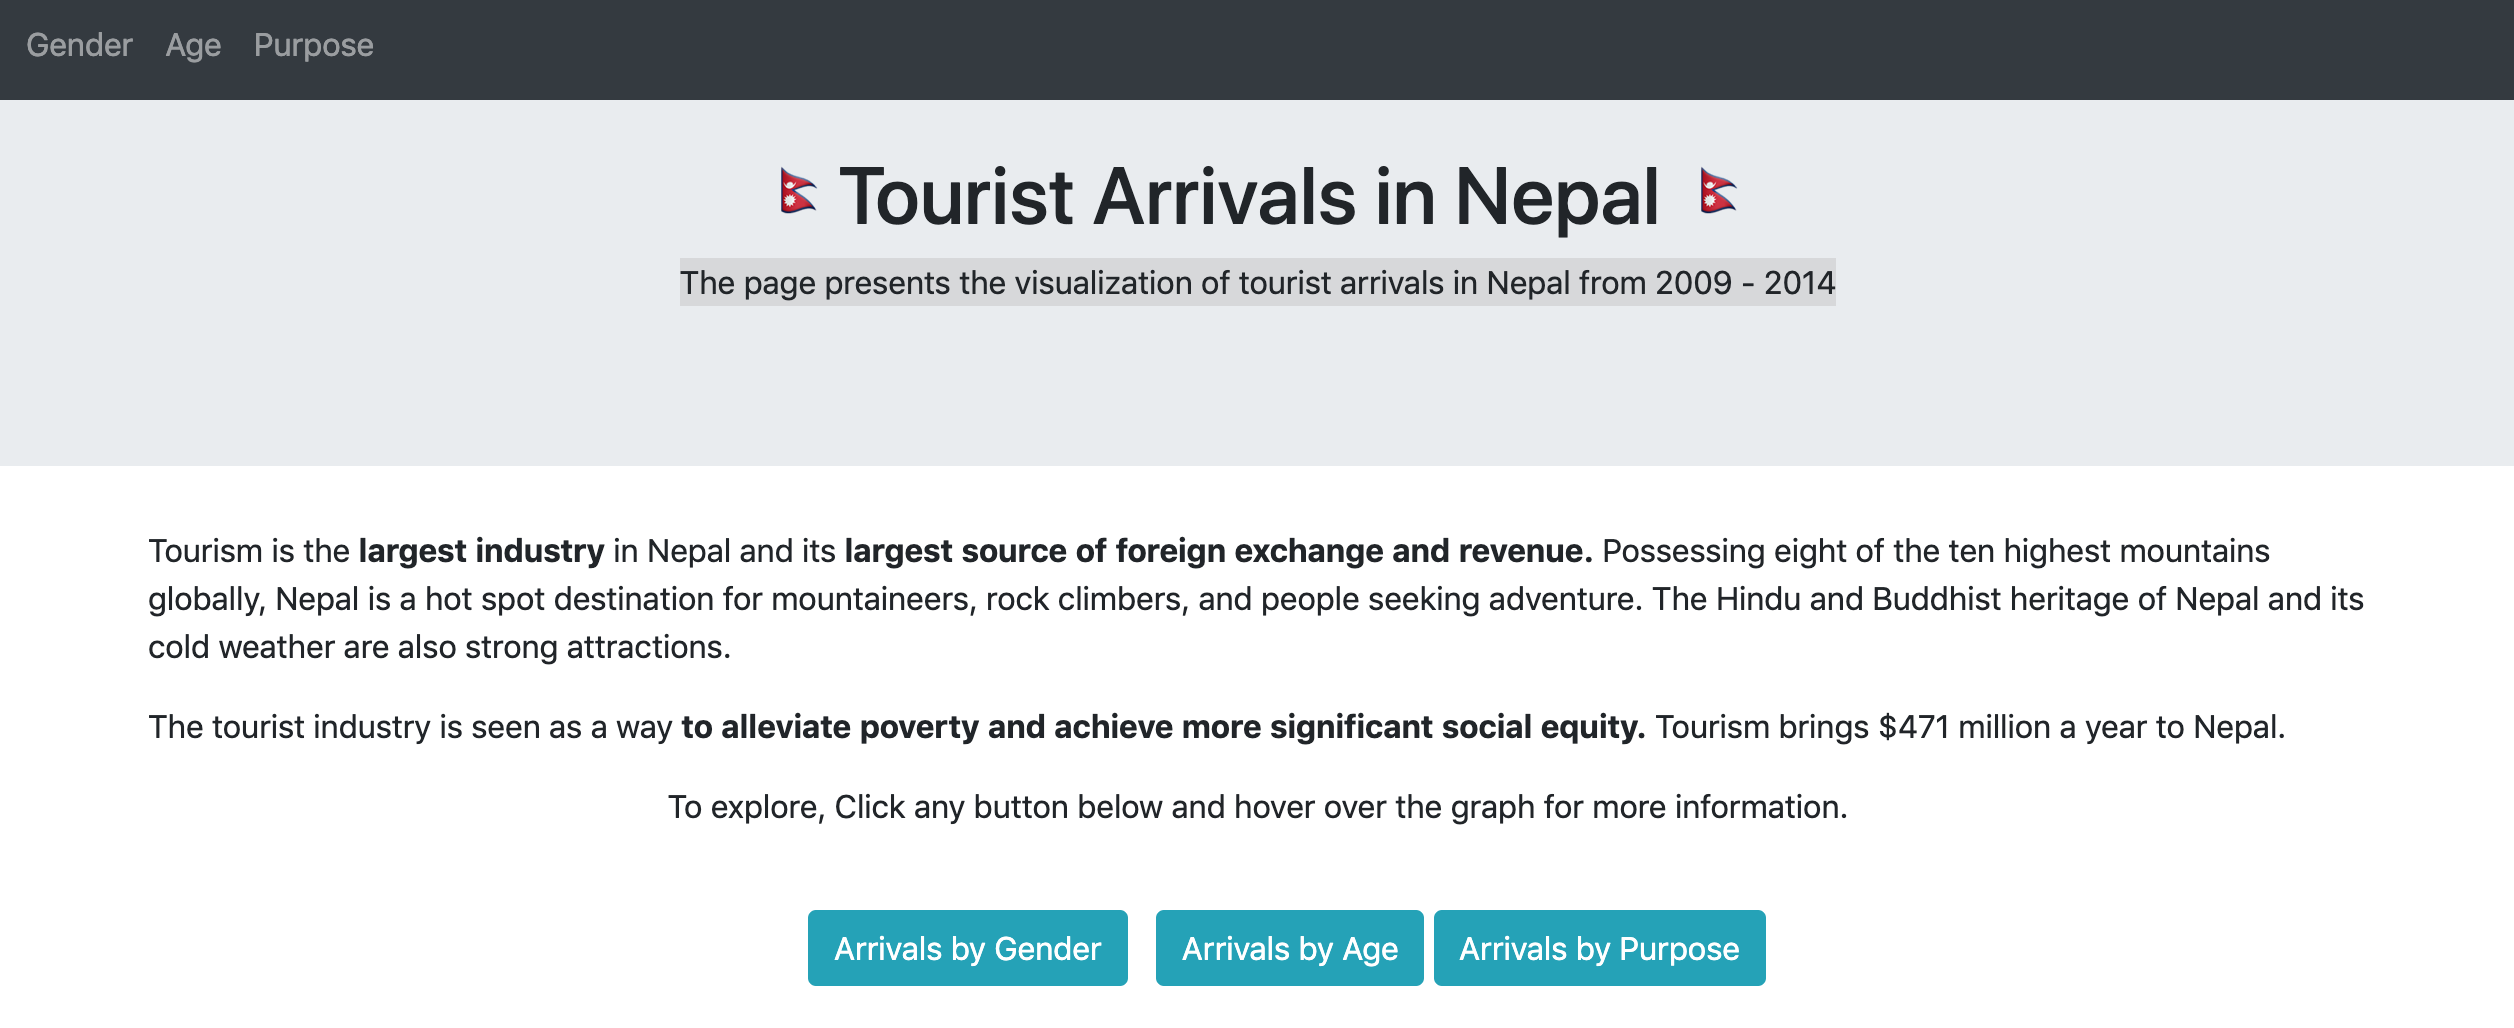 Gender Age Purpose
Tourist Arrivals in Nepal
The page presents the visualization of tourist arrivals in Nepal from 2009 - 2014
Tourism is the largest industry in Nepal and its largest source of foreign exchange and revenue. Possessing eight of the ten highest mountains
globally, Nepal is a hot spot destination for mountaineers, rock climbers, and people seeking adventure. The Hindu and Buddhist heritage of Nepal and its
cold weather are also strong attractions.
The tourist industry is seen as a way to alleviate poverty and achieve more significant social equity. Tourism brings $471 million a year to Nepal.
To explore, Click any button below and hover over the graph for more information.
Arrivals by Gender Arrivals by Age Arrivals by Purpose